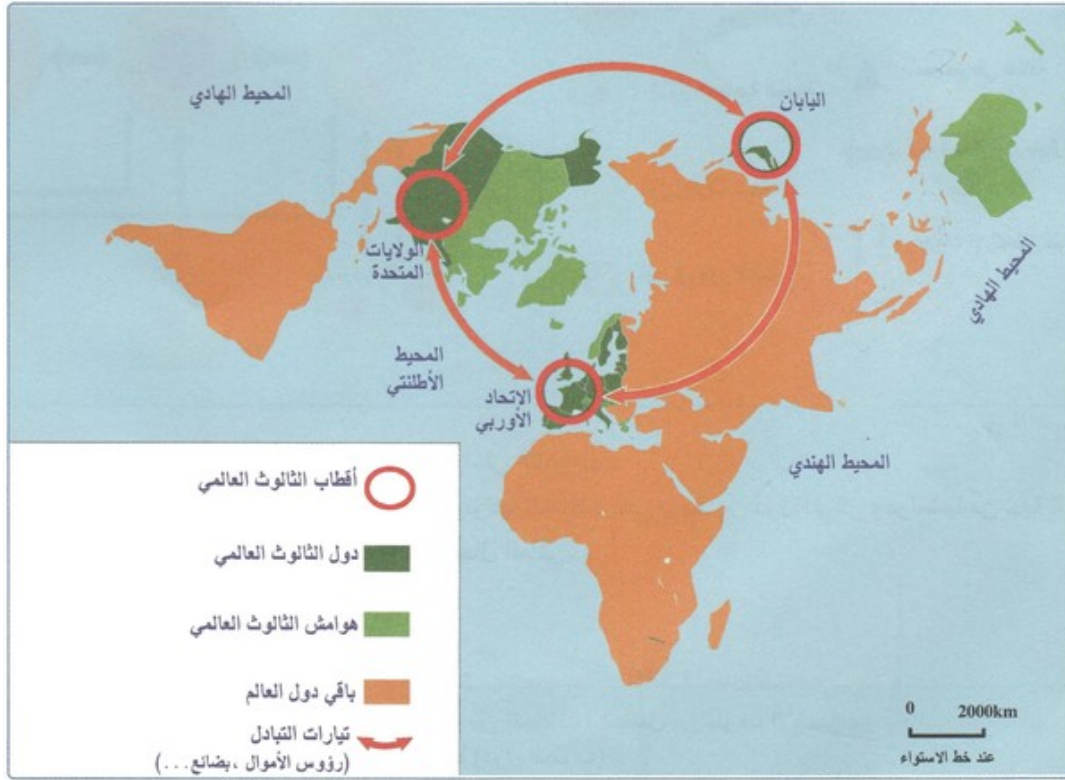 المحيط الهادي
اليابان
الولايات
المتحدة
المحيط الهادي
المحيط
الأطلنتي
الاتحاد
الأوربي
المحيط الهندي
أقطاب الثالوث العالمي
دول الثالوث العالمي
هوامش الثالوث العالمي
باقي دول العالم
تيارات التبادل
(رؤوس الأموال ، بضائع...)
0 2000km
عند خط الاستواء